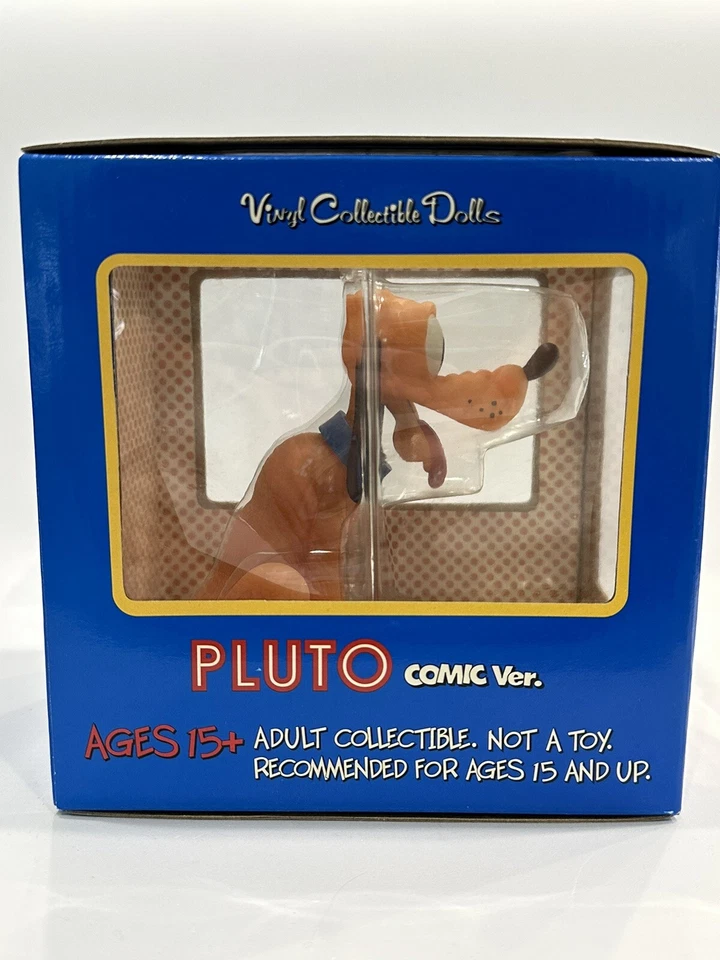 Vinyl Collectible Dolls
PLUTO COMIC Ver.
AGES 15+ ADULT COLLECTIBLE. NOT A TOY.
RECOMMENDED FOR AGES 15 AND UP.